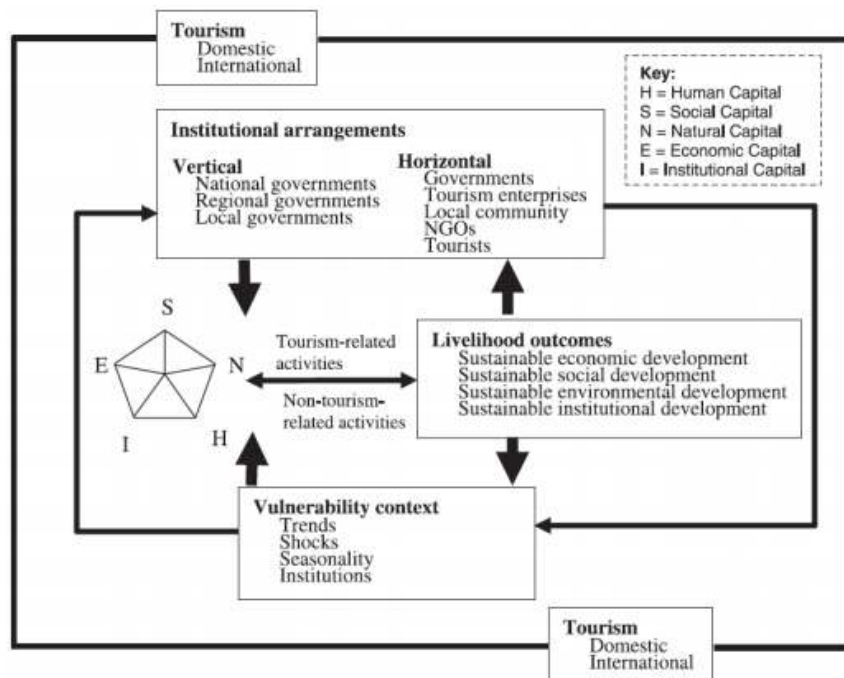 Tourism
Domestic
International
Key:
H = Human Capital
S = Social Capital
N = Natural Capital
E = Economic Capital
I = Institutional Capital
Institutional arrangements
Vertical
National governments
Regional governments
Local governments
Horizontal
Governments
Tourism enterprises
Local community
NGOs
Tourists
S
E
N
I
H
Tourism-related
activities
Non-tourism-
related activities
Livelihood outcomes
Sustainable economic development
Sustainable social development
Sustainable environmental development
Sustainable institutional development
Vulnerability context
Trends
Shocks
Seasonality
Institutions
Tourism
Domestic
International